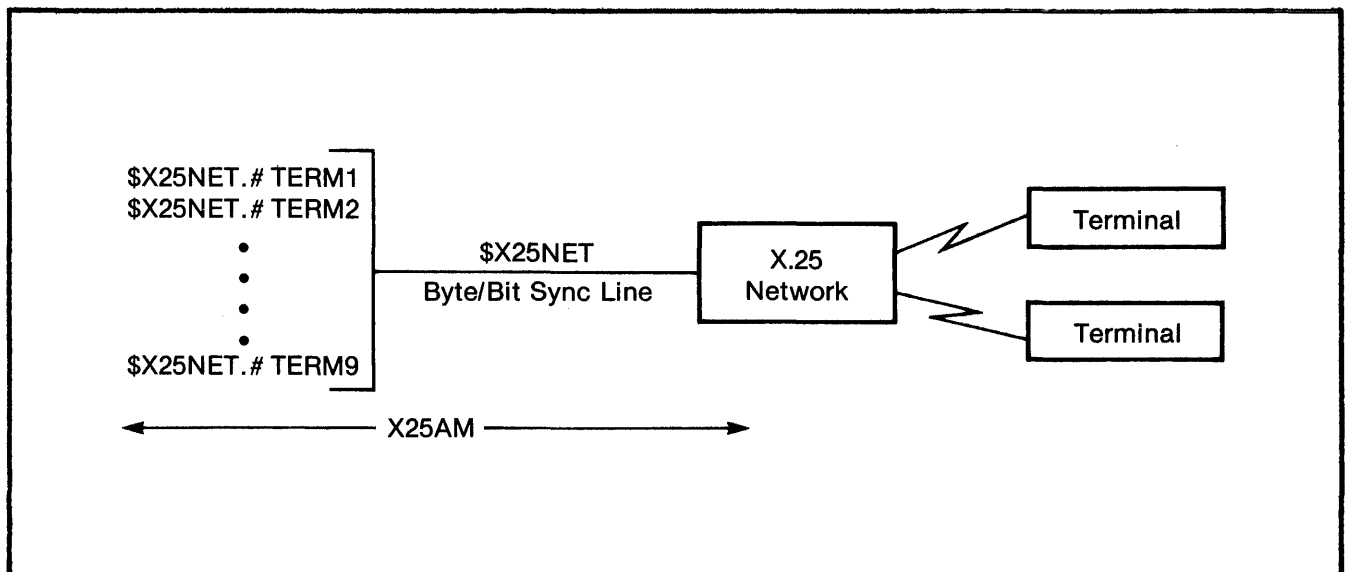 $X25NET.# TERM1
$X25NET.# TERM2
$X25NET.# TERM9
$X25NET
Byte/Bit Sync Line
X.25
Network
Terminal
Terminal
X25AM